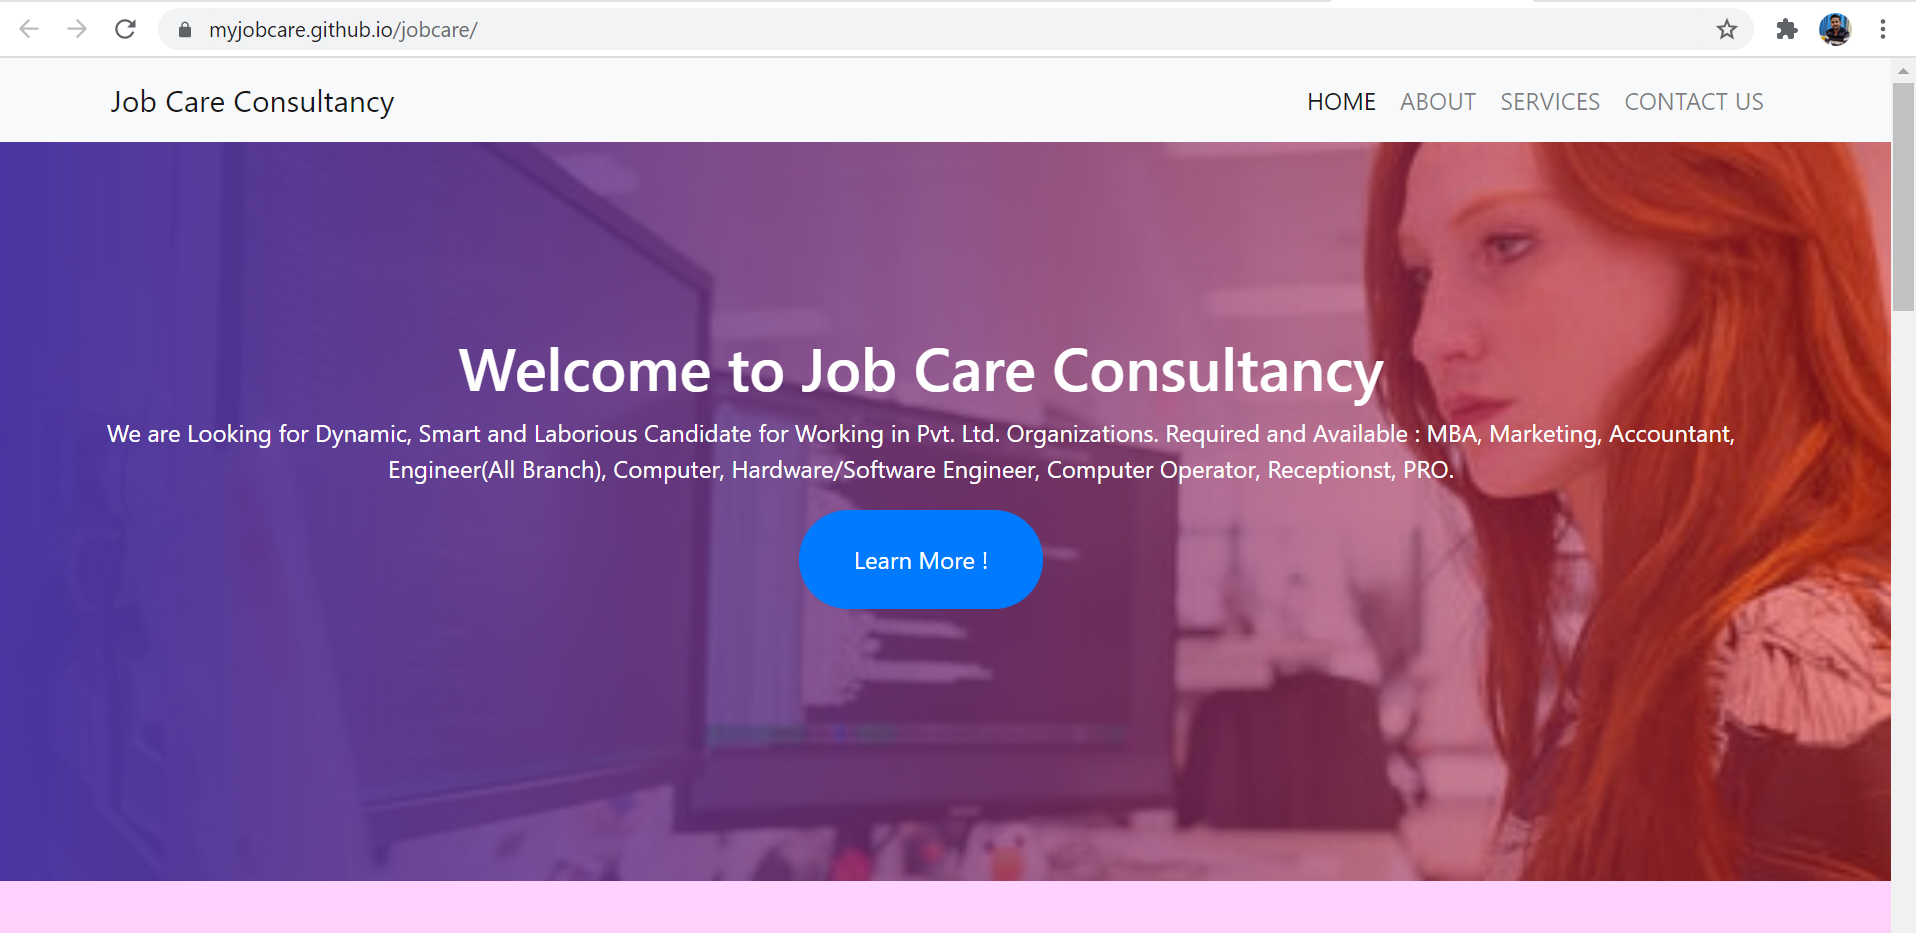 myjobcare.github.io/jobcare/
Job Care Consultancy
HOME ABOUT SERVICES CONTACT US
Welcome to Job Care Consultancy
We are Looking for Dynamic, Smart and Laborious Candidate for Working in Pvt. Ltd. Organizations. Required and Available : MBA, Marketing, Accountant,
Engineer(All Branch), Computer, Hardware/Software Engineer, Computer Operator, Receptionst, PRO.
Learn More !